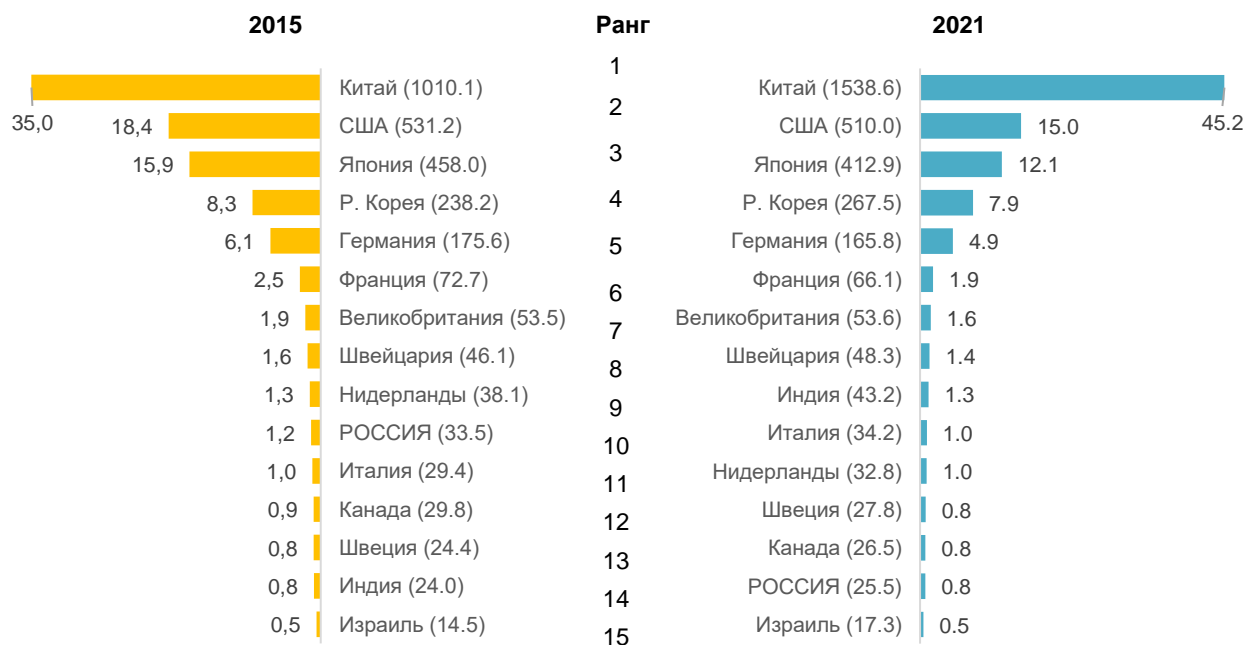 2015 Ранг 2021
1
Китай (1010.1) Китай (1538.6)
35,0 2 45.2
18,4 США (531.2) США (510.0) 15.0
3
15,9 Япония (458.0) Япония (412.9) 12.1
4
8,3 Р. Корея (238.2) Р. Корея (267.5) 7.9
6,1 Германия (175.6) 5 Германия (165.8) 4.9
2,5 Франция (72.7) 6 Франция (66.1) 1.9
1,9 Великобритания (53.5) 7 Великобритания (53.6) 1.6
1,6 Швейцария (46.1) 8 Швейцария (48.3) 1.4
1,3 Нидерланды (38.1) 9 Индия (43.2) 1.3
1,2 РОССИЯ (33.5) 10 Италия (34.2) 1.0
1,0 Италия (29.4) 11 Нидерланды (32.8) 1.0
0,9 Канада (29.8) 12 Швеция (27.8) 0.8
0,8 Швеция (24.4) 13 Канада (26.5) 0.8
0,8 Индия (24.0) 14 РОССИЯ (25.5) 0.8
0,5 Израиль (14.5) 15 Израиль (17.3) 0.5